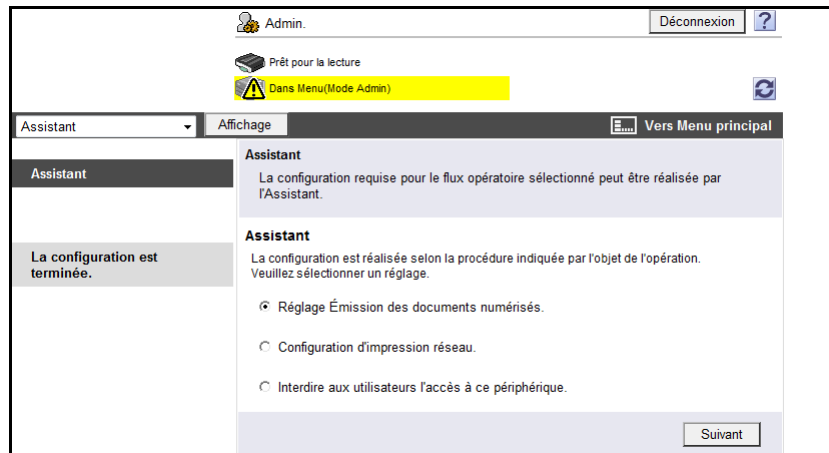 Admin.
Déconnexion
?
Prêt pour la lecture
Dans Menu(Mode Admin)
Assistant
Affichage
Vers Menu principal
Assistant
La configuration est
terminée.
Assistant
La configuration requise pour le flux opératoire sélectionné peut être réalisée par
l'Assistant.
Assistant
La configuration est réalisée selon la procédure indiquée par l'objet de l'opération.
Veuillez sélectionner un réglage.
Réglage Émission des documents numérisés.
Configuration d'impression réseau.
Interdire aux utilisateurs l'accès à ce périphérique.
Suivant